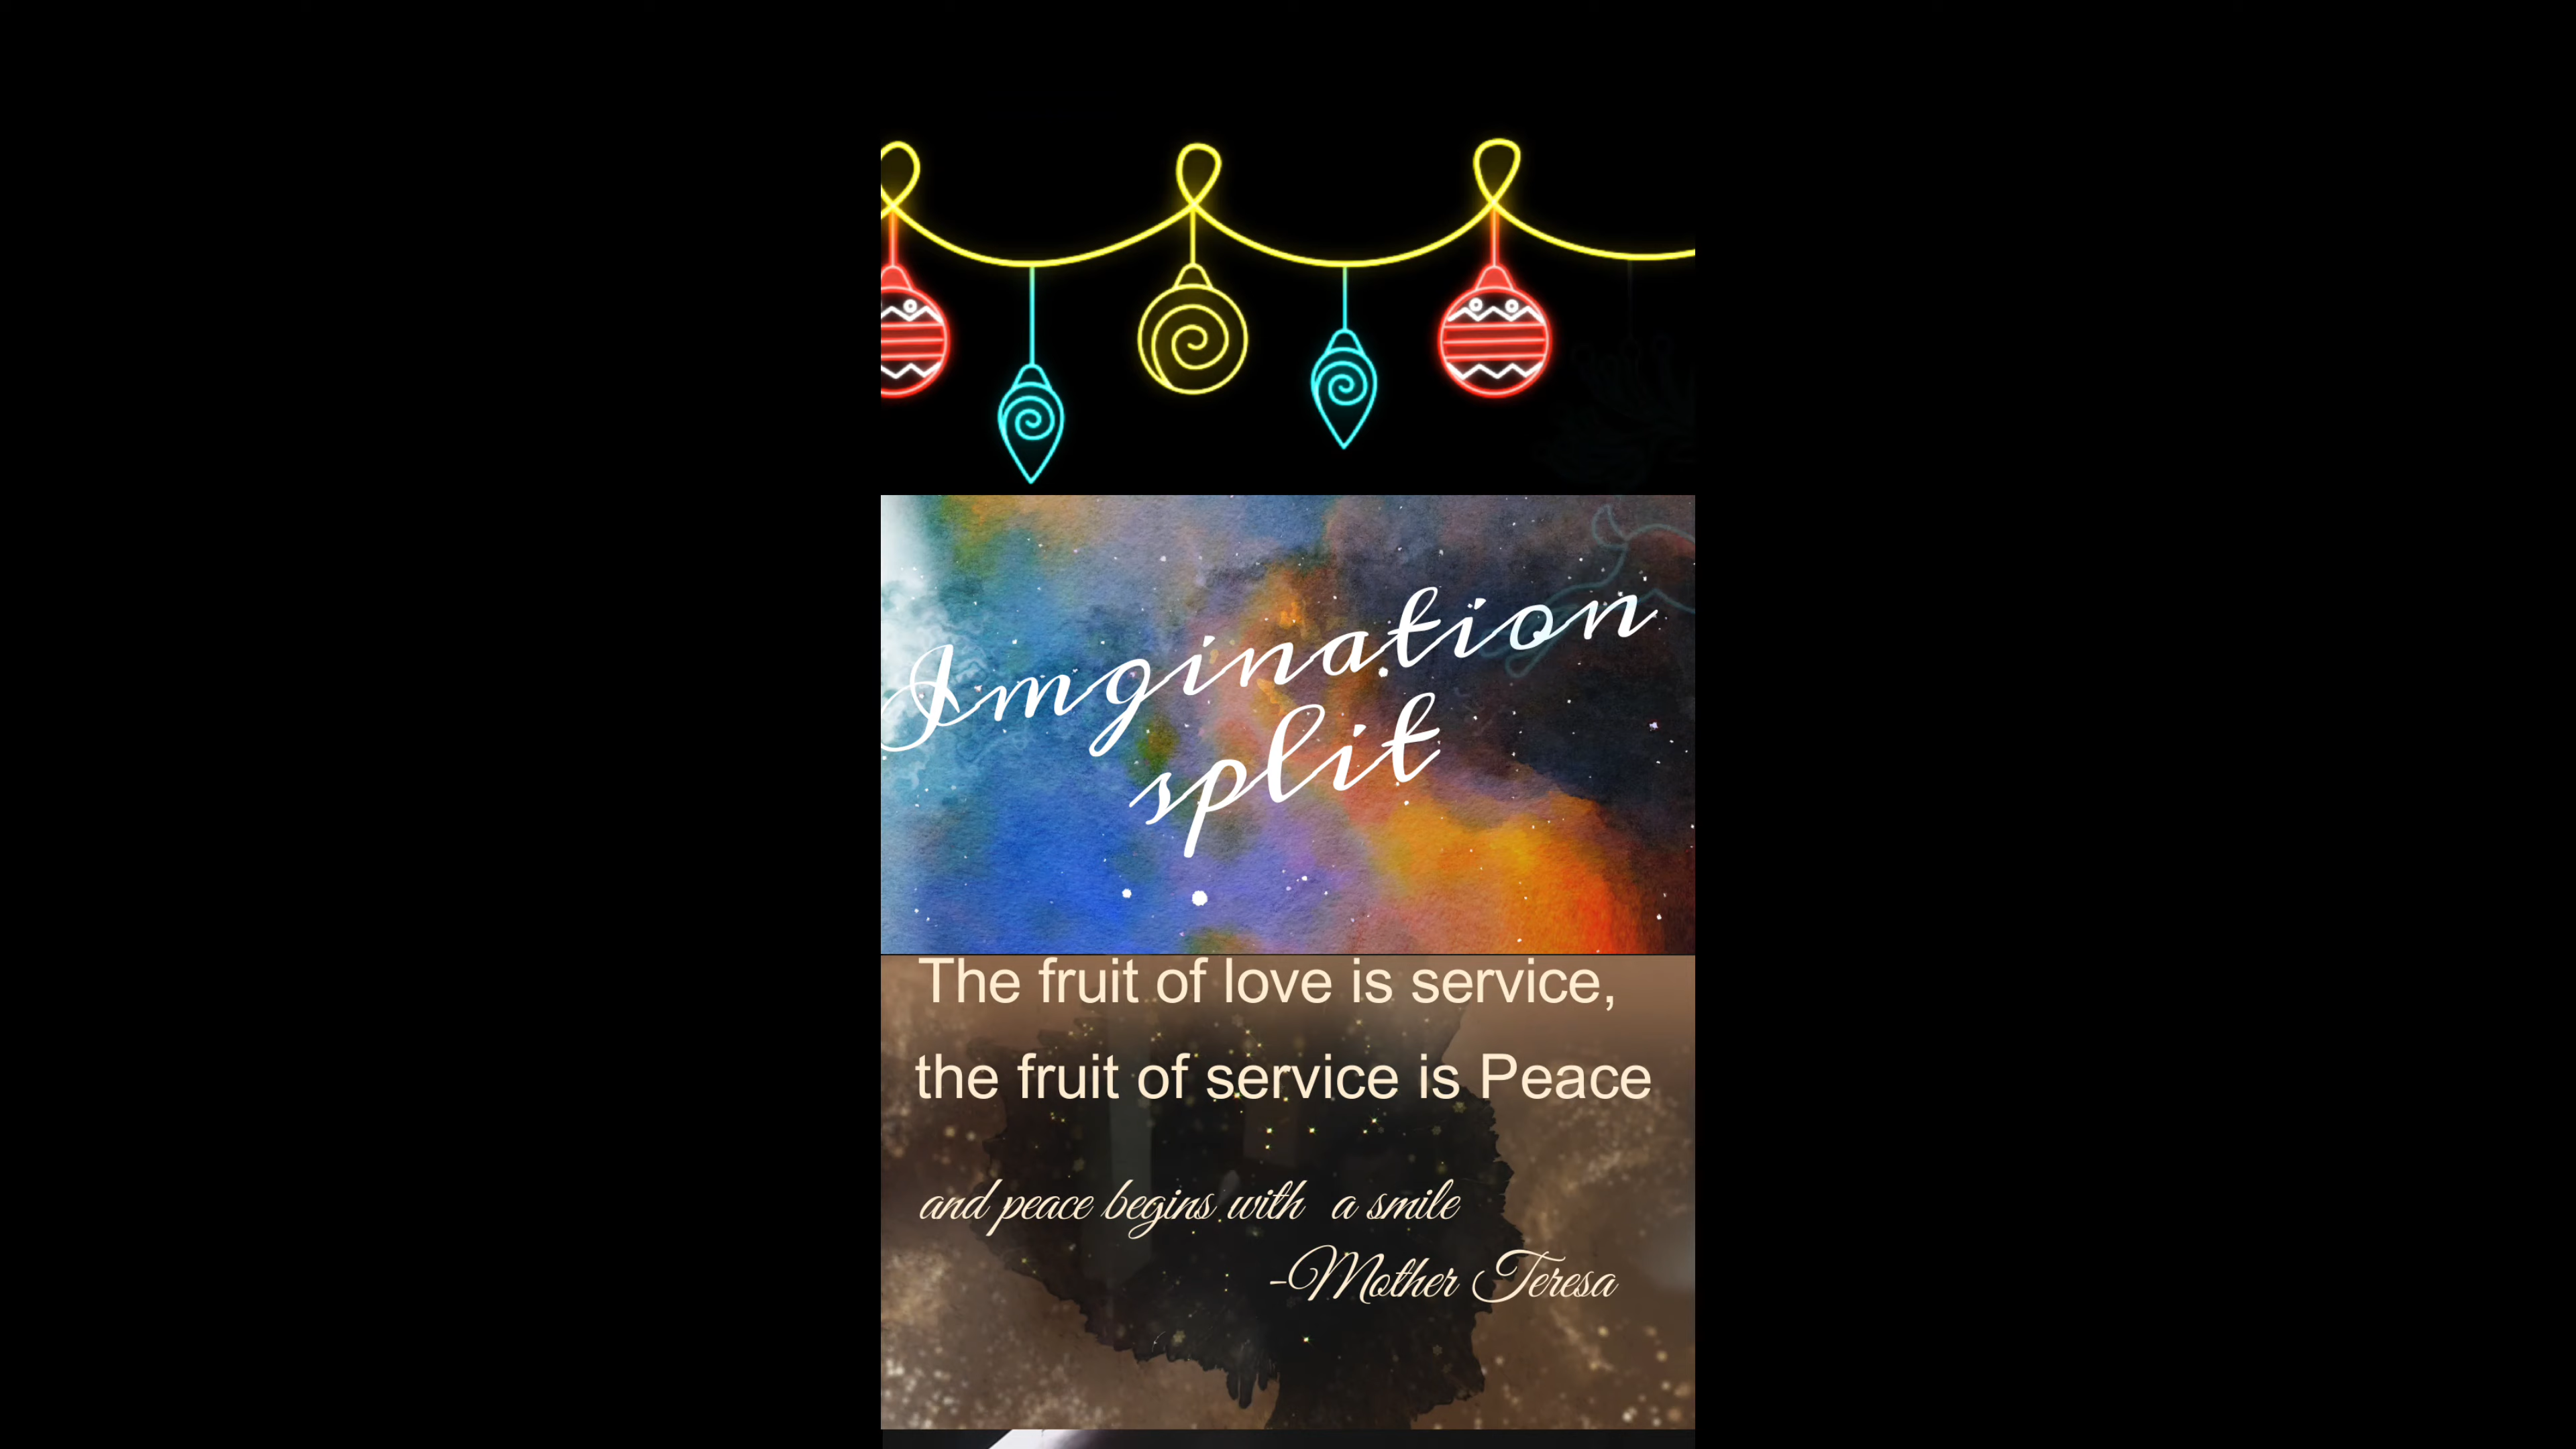 Imgination
split
The fruit of love is service,
the fruit of service is Peace
and peace begins with a smile
-Mother Teresa